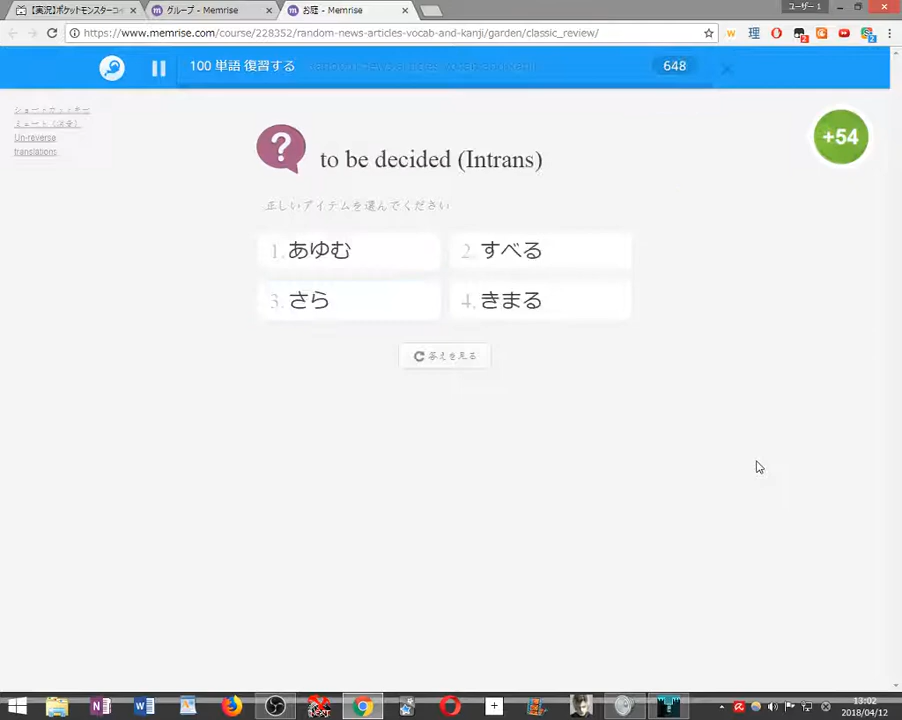 【実況】ポケットモンスターコイ
グループ - Memrise
お冠 - Memrise
ユーザー 1
https://www.memrise.com/course/228352/random-news-articles-vocab-and-kanji/garden/classic_review/
100 単語 復習する
648
Un-reverse
translations
+54
? to be decided (Intrans)
正しいアイテムを選んでください
1. あゆむ
2. すべる
3. さら
4. きまる
答えを見る
13:02
2018/04/12